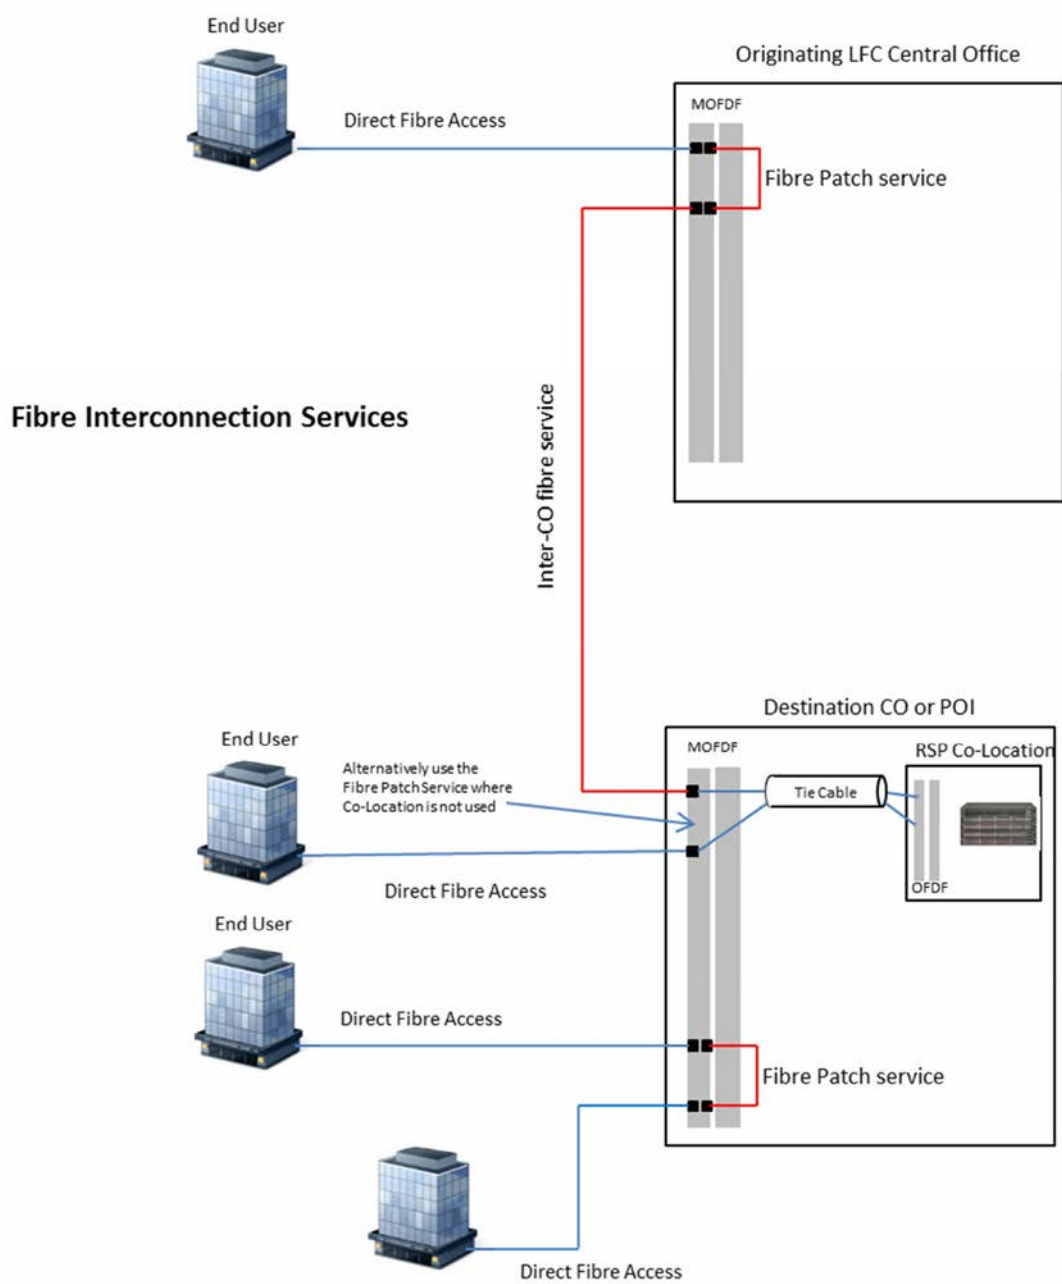 End User
Originating LFC Central Office
MOFDF
Direct Fibre Access
Fibre Patch service
Fibre Interconnection Services
Inter-CO fibre service
Destination CO or POI
End User
MOFDF
RSP Co-Location
Alternatively use the
Fibre Patch Service where
Co-Location is not used
Tie Cable
OFDF
Direct Fibre Access
End User
Direct Fibre Access
Fibre Patch service
Direct Fibre Access